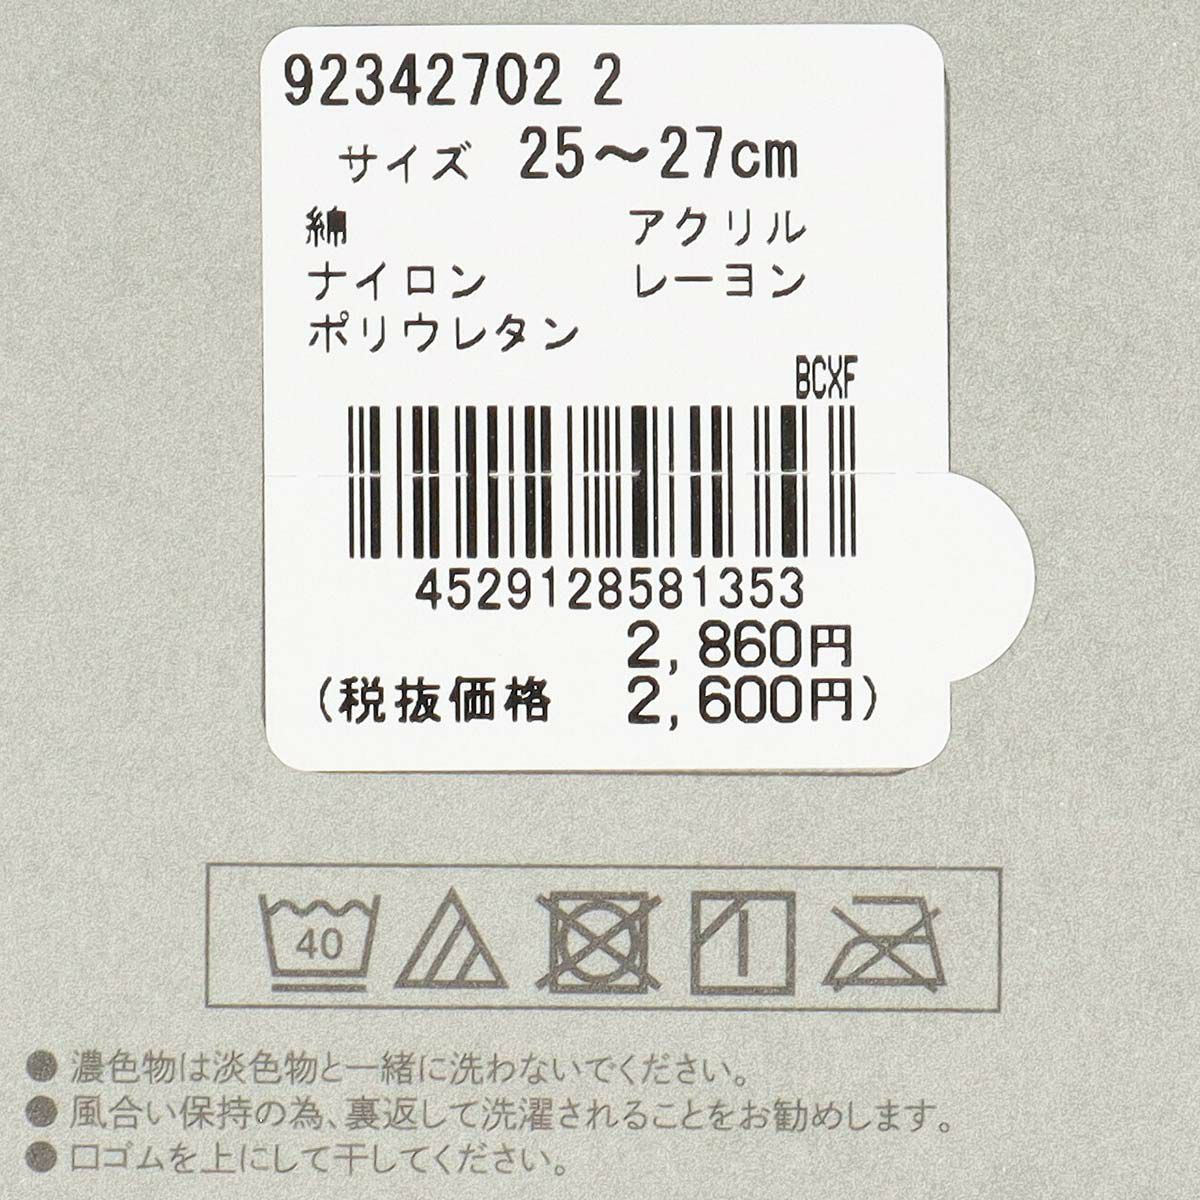 92342702 2
サイズ 25～27cm
綿 アクリル
ナイロン レーヨン
ポリウレタン
BCXF
4529128581353
2,860円
(税抜価格 2,600円)
40
● 濃色物は淡色物と一緒に洗わないでください。
● 風合い保持の為、裏返して洗濯されることをお勧めします。
● 口ゴムを上にして干してください。